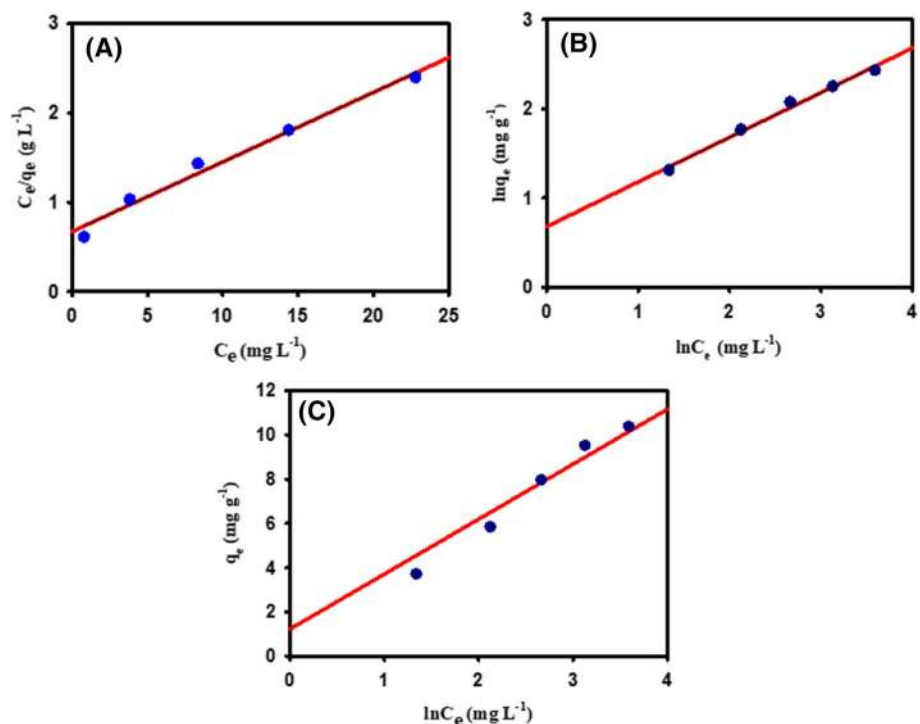 (A)
C_e/q_e (g L⁻¹)
3
2
1
0
0 5 10 15 20 25
C_e (mg L⁻¹)
(B)
lnq_e (mg g⁻¹)
3
2
1
0
0 1 2 3 4
lnC_e (mg L⁻¹)
(C)
q_e (mg g⁻¹)
12
10
8
6
4
2
0
0 1 2 3 4
lnC_e (mg L⁻¹)